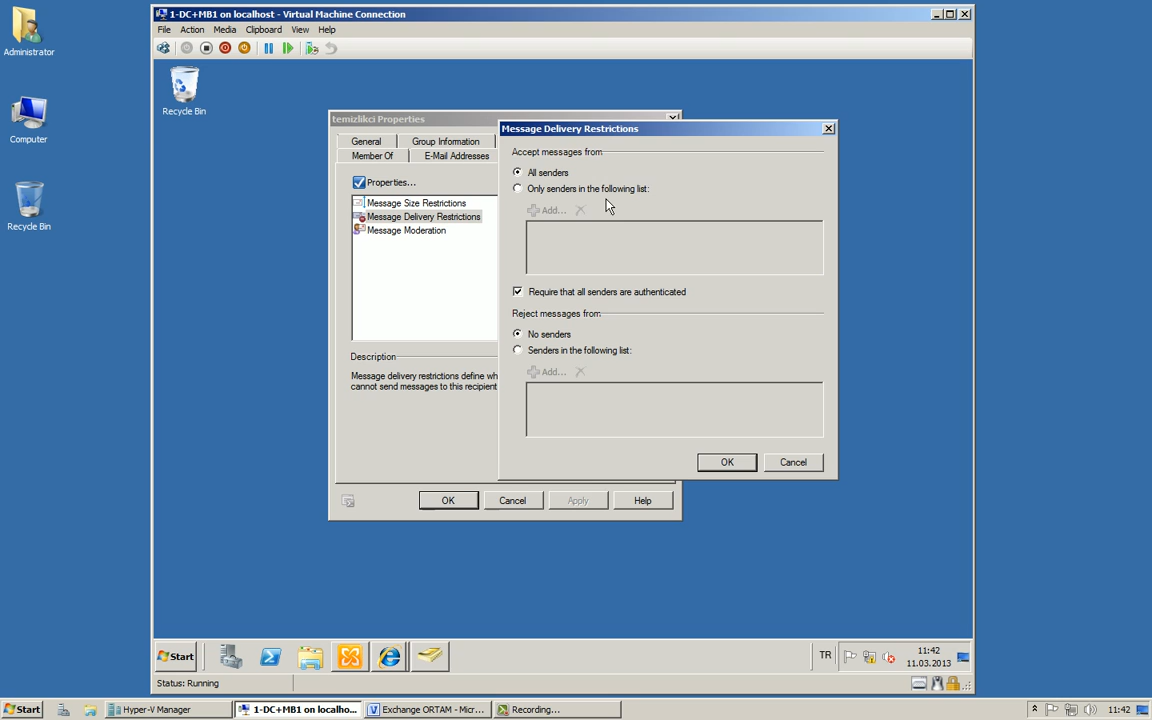 1-DC+MB1 on localhost - Virtual Machine Connection
File Action Media Clipboard View Help
Administrator
Computer
Recycle Bin
Recycle Bin
temizlikci Properties
General Group Information
Member Of E-Mail Addresses
Properties...
Message Size Restrictions
Message Delivery Restrictions
Message Moderation
Description
Message delivery restrictions define wh
cannot send messages to this recipient
OK Cancel Apply Help
Message Delivery Restrictions
Accept messages from
All senders
Only senders in the following list:
Add...
Require that all senders are authenticated
Reject messages from
No senders
Senders in the following list:
Add...
OK Cancel
Start
TR
11:42
11.03.2013
Status: Running
Start Hyper-V Manager 1-DC+MB1 on localho... Exchange ORTAM - Micr... Recording... 11:42